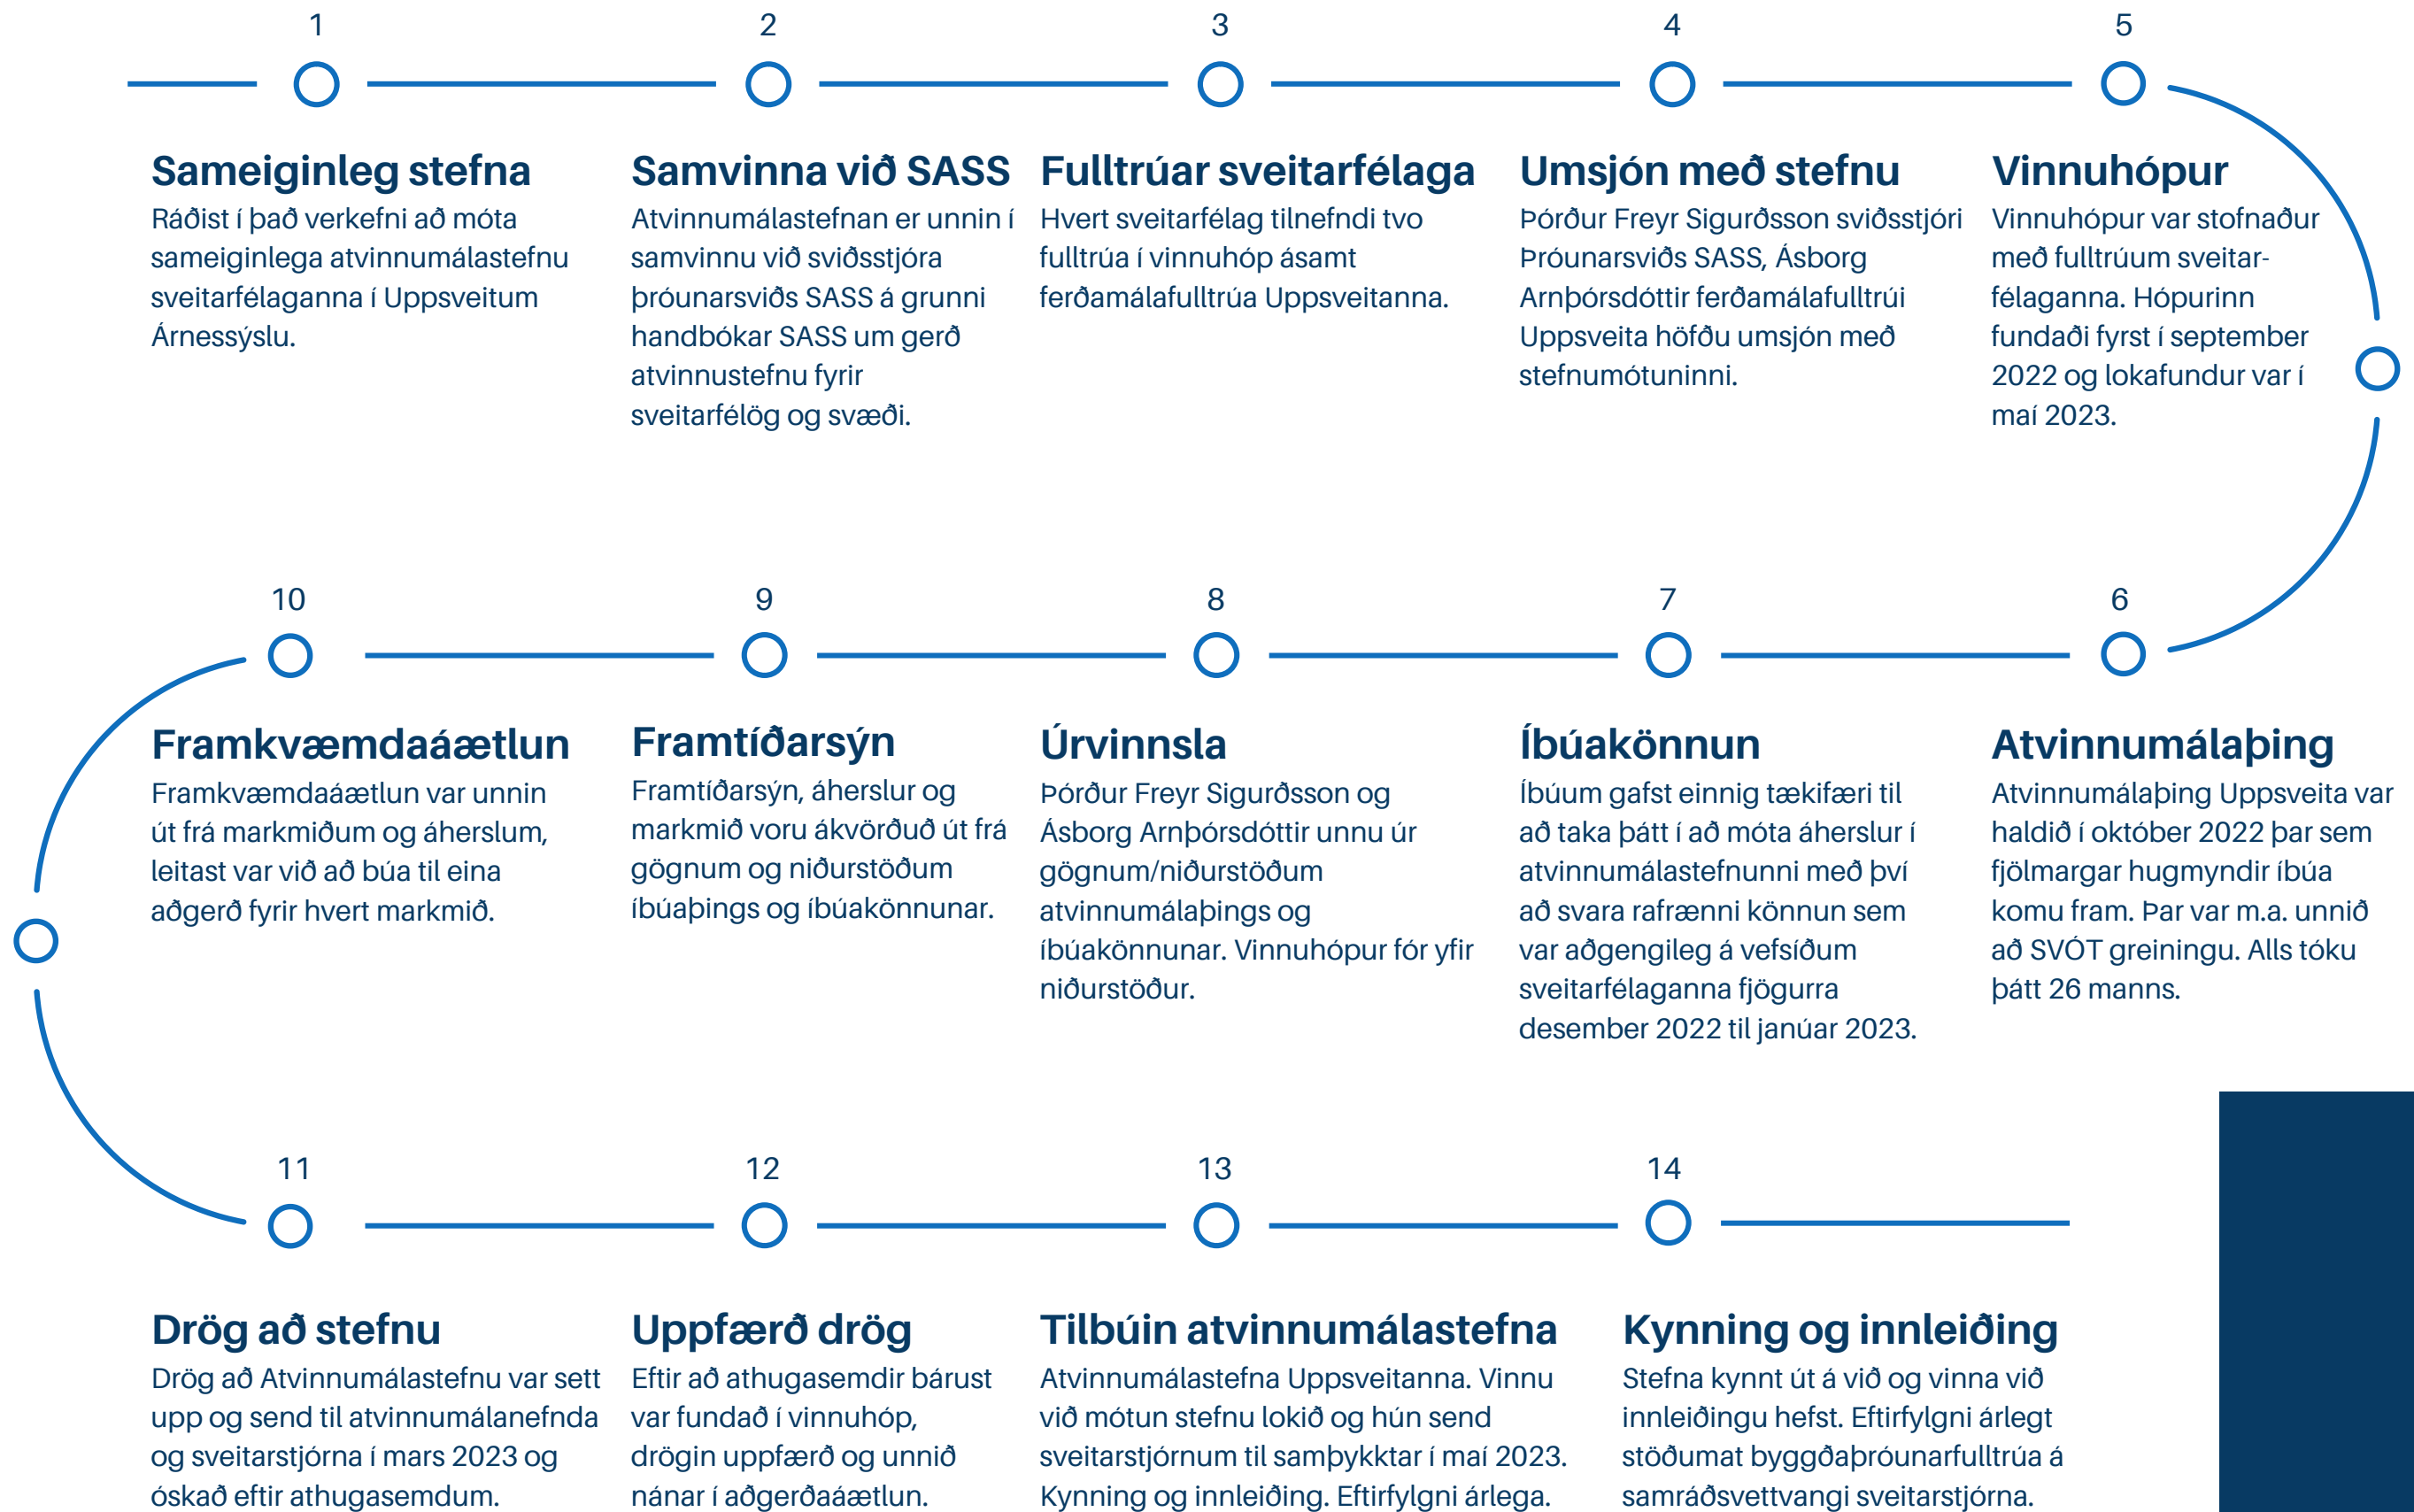 1
Sameiginleg stefna
Ráðist í það verkefni að móta
sameiginlega atvinnumálastefnu
sveitarfélaganna í Uppsveitum
Árnessýslu.
2
Samvinna við SASS
Atvinnumálastefnan er unnin í
samvinnu við sviðsstjóra
þróunarsviðs SASS á grunni
handbókar SASS um gerð
atvinnustefnu fyrir
sveitarfélög og svæði.
3
Fulltrúar sveitarfélaga
Hvert sveitarfélag tilnefndi tvo
fulltrúa í vinnuhóp ásamt
ferðamálafulltrúa Uppsveitanna.
4
Umsjón með stefnu
Þórður Freyr Sigurðsson sviðsstjóri
Þróunarsviðs SASS, Ásborg
Arnþórsdóttir ferðamálafulltrúi
Uppsveita höfðu umsjón með
stefnumótuninni.
5
Vinnuhópur
Vinnuhópur var stofnaður
með fulltrúum sveitar-
félaganna. Hópurinn
fundaði fyrst í september
2022 og lokafundur var í
maí 2023.
6
Atvinnumálaþing
Atvinnumálaþing Uppsveita var
haldið í október 2022 þar sem
fjölmargar hugmyndir íbúa
komu fram. Þar var m.a. unnið
að SVÓT greiningu. Alls tóku
þátt 26 manns.
7
Íbúakönnun
Íbúum gafst einnig tækifæri til
að taka þátt í að móta áherslur í
atvinnumálastefnunni með því
að svara rafrænni könnun sem
var aðgengileg á vefsíðum
sveitarfélaganna fjögurra
desember 2022 til janúar 2023.
8
Úrvinnsla
Þórður Freyr Sigurðsson og
Ásborg Arnþórsdóttir unnu úr
gögnum/niðurstöðum
atvinnumálaþings og
íbúakönnunar. Vinnuhópur fór yfir
niðurstöður.
9
Framtíðarsýn
Framtíðarsýn, áherslur og
markmið voru ákvörðuð út frá
gögnum og niðurstöðum
íbúaþings og íbúakönnunar.
10
Framkvæmdaáætlun
Framkvæmdaáætlun var unnin
út frá markmiðum og áherslum,
leitast var við að búa til eina
aðgerð fyrir hvert markmið.
11
Drög að stefnu
Drög að Atvinnumálastefnu var sett
upp og send til atvinnumálanefnda
og sveitarstjórna í mars 2023 og
óskað eftir athugasemdum.
12
Uppfærð drög
Eftir að athugasemdir bárust
var fundað í vinnuhóp,
drögin uppfærð og unnið
nánar í aðgerðaáætlun.
13
Tilbúin atvinnumálastefna
Atvinnumálastefna Uppsveitanna. Vinnu
við mótun stefnu lokið og hún send
sveitarstjórnum til samþykktar í maí 2023.
Kynning og innleiðing. Eftirfylgni árlega.
14
Kynning og innleiðing
Stefna kynnt út á við og vinna við
innleiðingu hefst. Eftirfylgni árlegt
stöðumat byggðaþróunarfulltrúa á
samráðsvettvangi sveitarstjórna.